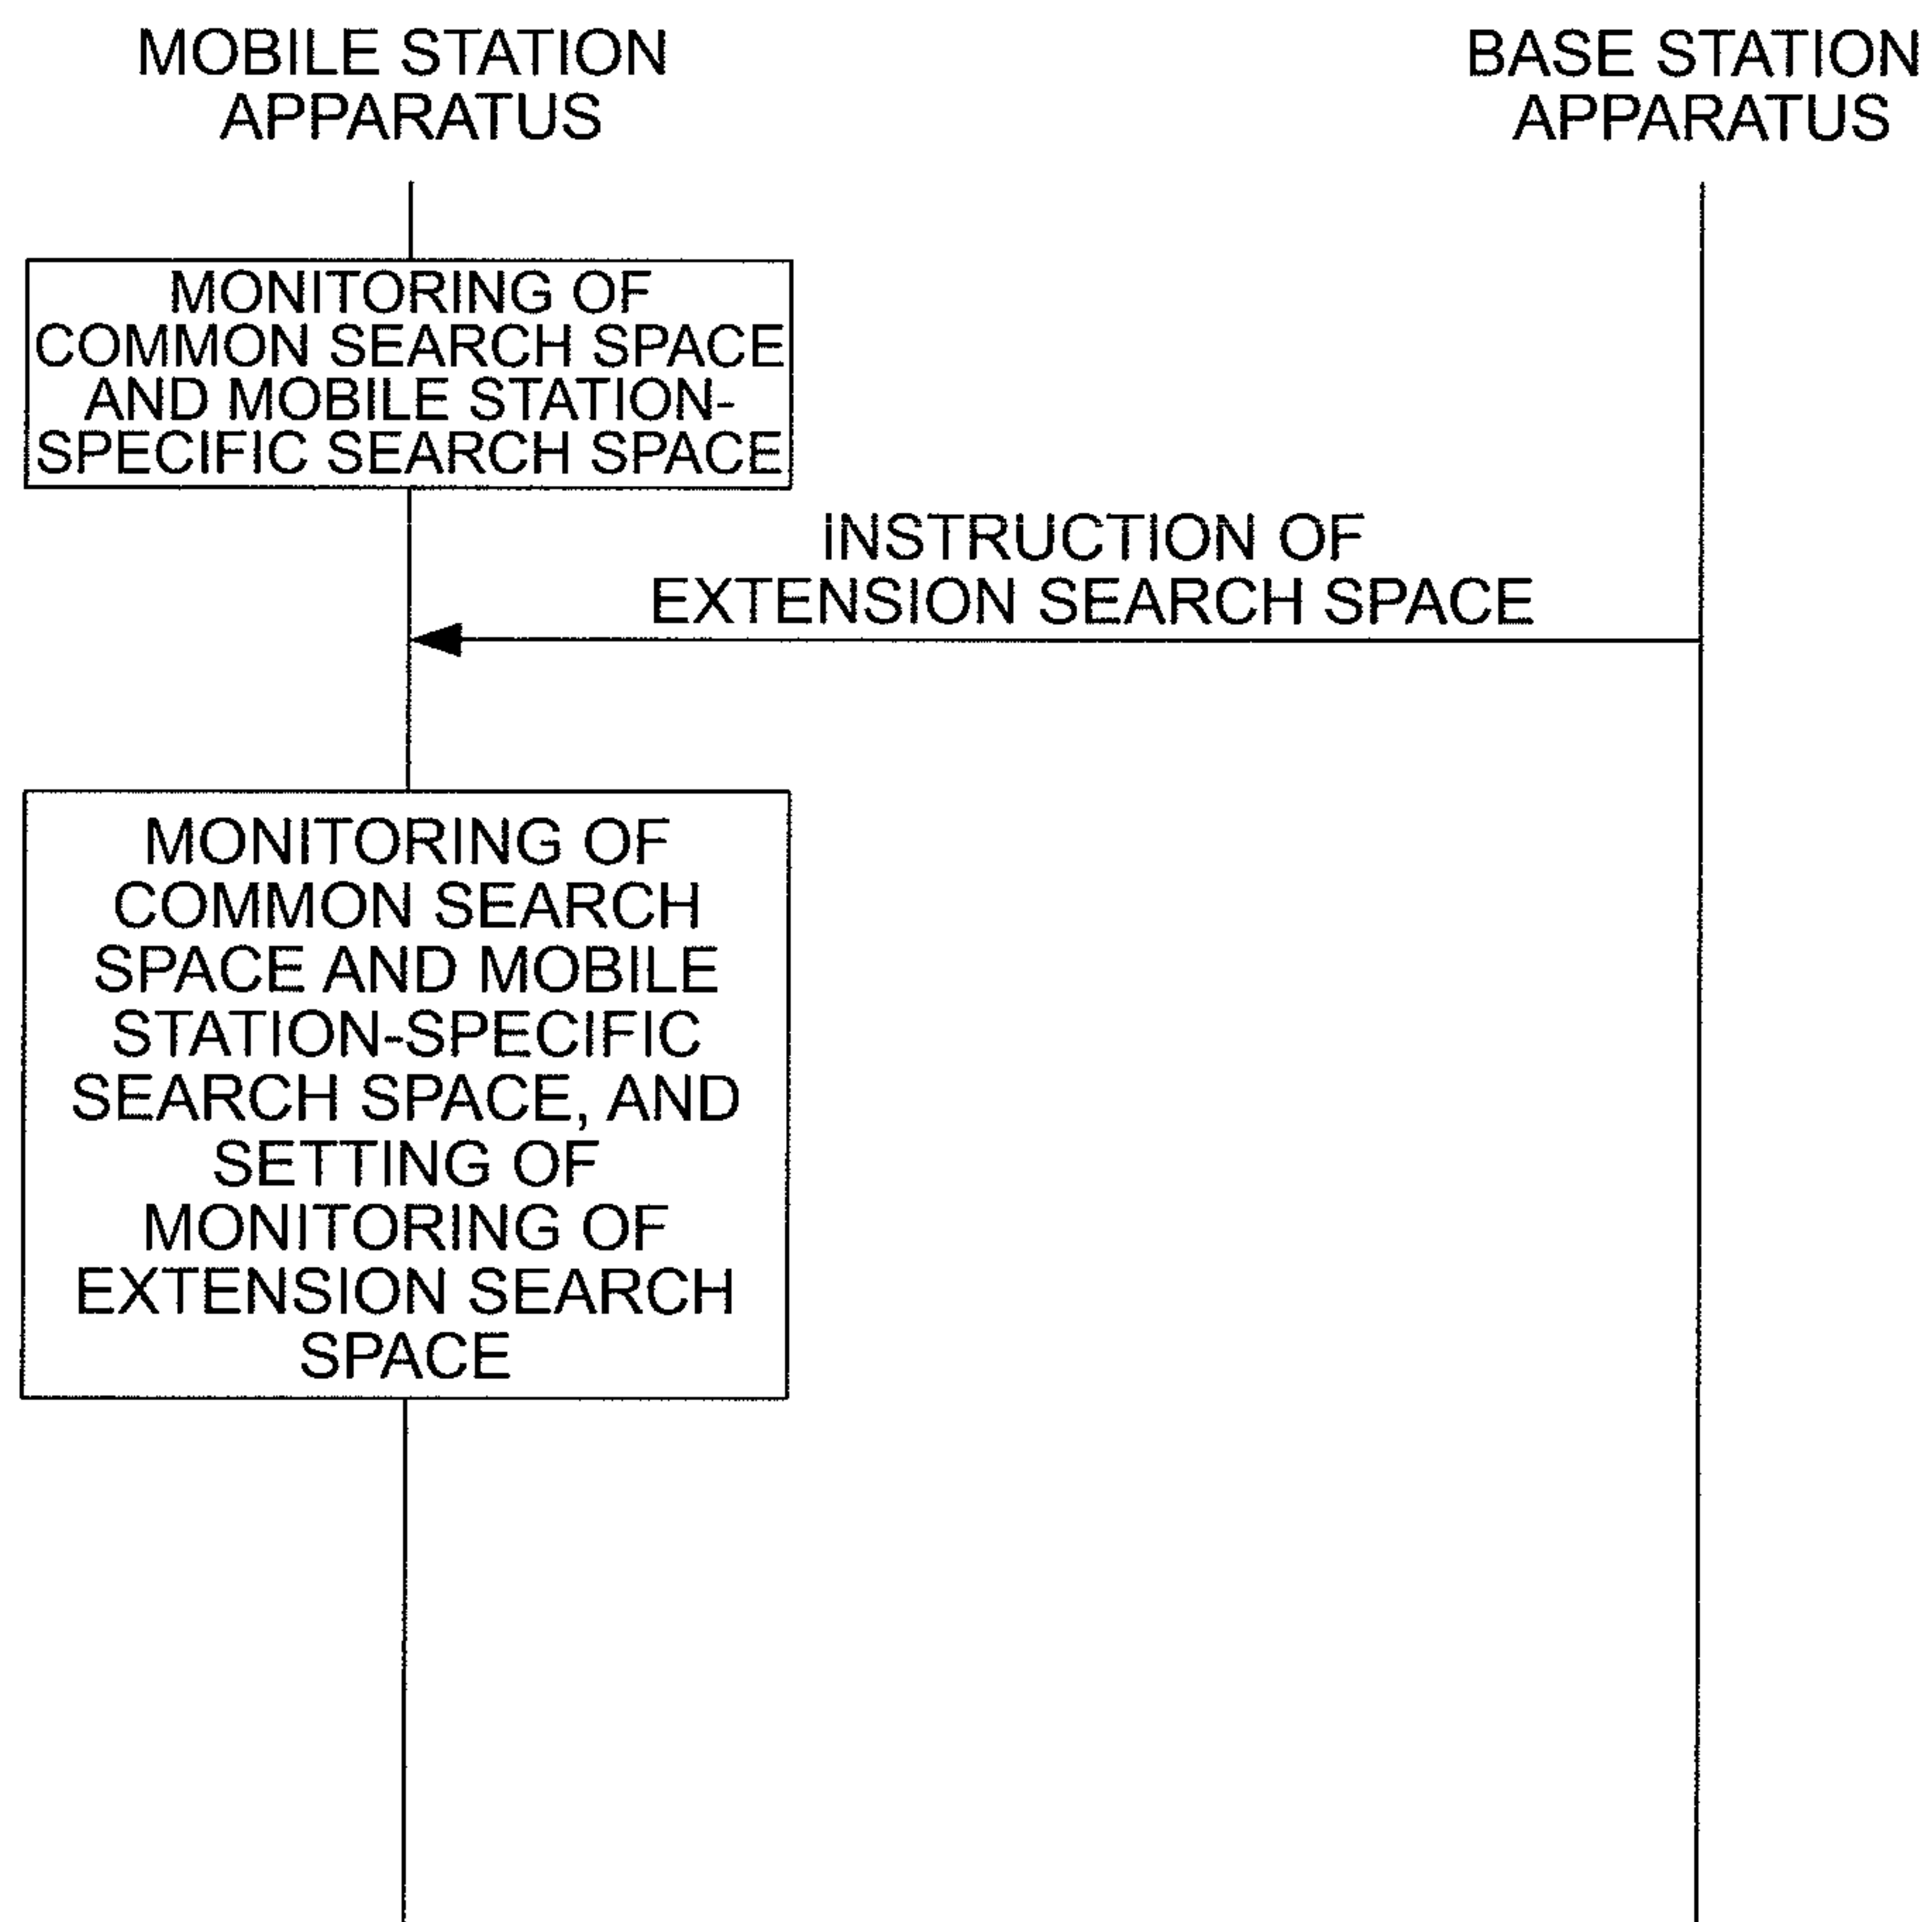 MOBILE STATION
APPARATUS
BASE STATION
APPARATUS
MONITORING OF
COMMON SEARCH SPACE
AND MOBILE STATION-
SPECIFIC SEARCH SPACE
INSTRUCTION OF
EXTENSION SEARCH SPACE
MONITORING OF
COMMON SEARCH
SPACE AND MOBILE
STATION-SPECIFIC
SEARCH SPACE, AND
SETTING OF
MONITORING OF
EXTENSION SEARCH
SPACE